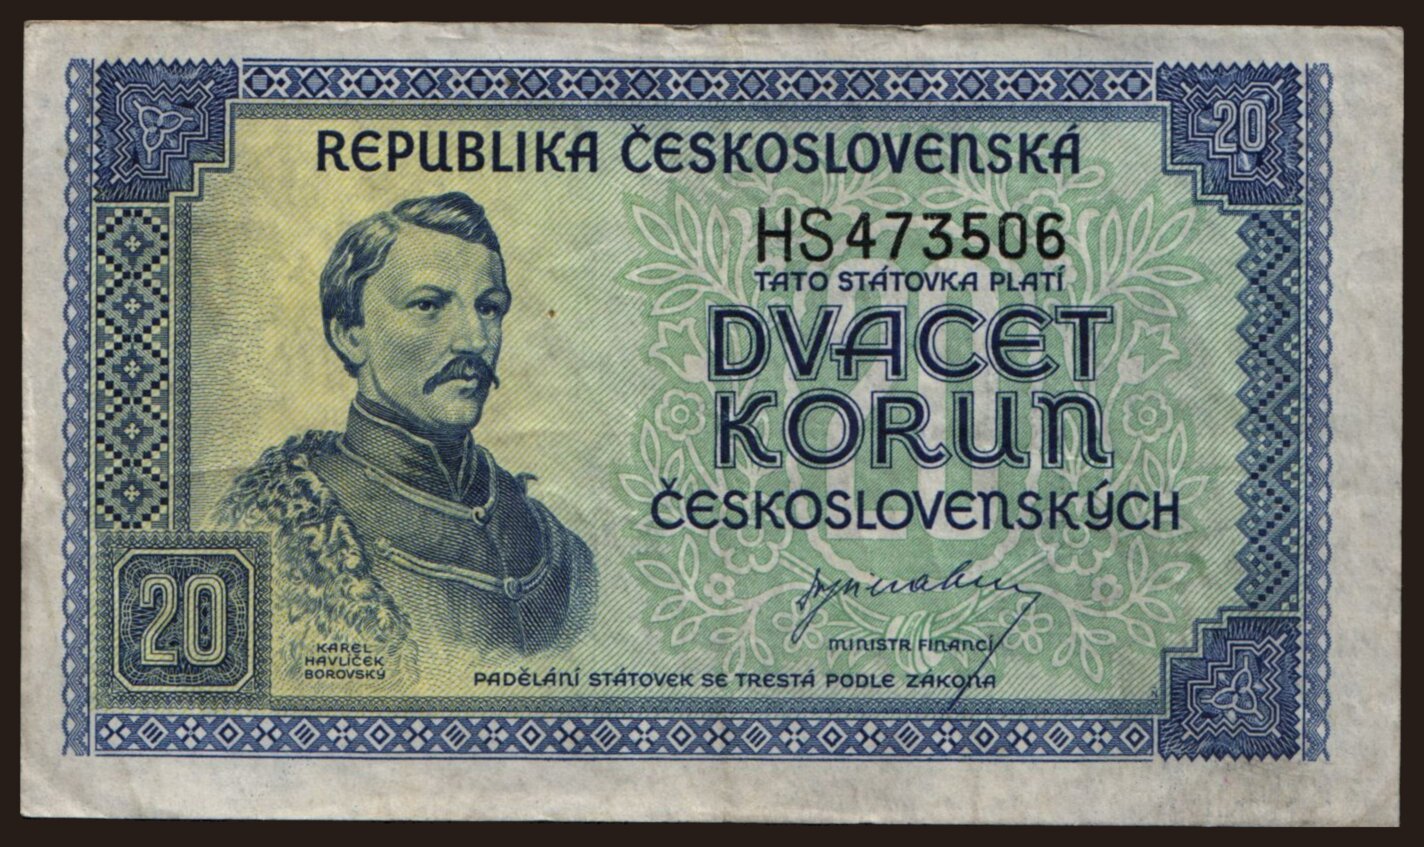 20
REPUBLIKA ČESKOSLOVENSKÁ
HS473506
TATO STÁTOVKA PLATÍ
DVACET
KORUN
ČESKOSLOVENSKÝCH
MINISTR FINANCÍ
20
KAREL
HAVLÍČEK
BOROVSKÝ
PADĚLÁNÍ STÁTOVEK SE TRESTÁ PODLE ZÁKONA